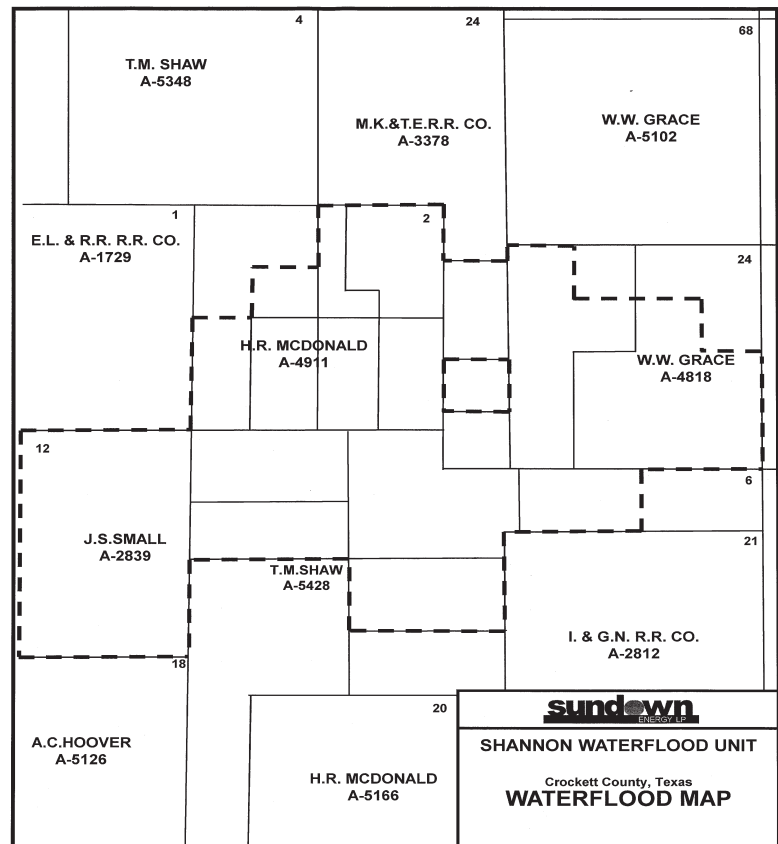 4
24
68
T.M. SHAW
A-5348
M.K.&T.E.R.R. CO.
A-3378
W.W. GRACE
A-5102
1
2
E.L. & R.R. R.R. CO.
A-1729
24
H.R. MCDONALD
A-4911
W.W. GRACE
A-4818
12
6
J.S.SMALL
A-2839
21
T.M.SHAW
A-5428
I. & G.N. R.R. CO.
A-2812
18
20
A.C.HOOVER
A-5126
H.R. MCDONALD
A-5166
sundown
ENERGY LP
SHANNON WATERFLOOD UNIT
Crockett County, Texas
WATERFLOOD MAP